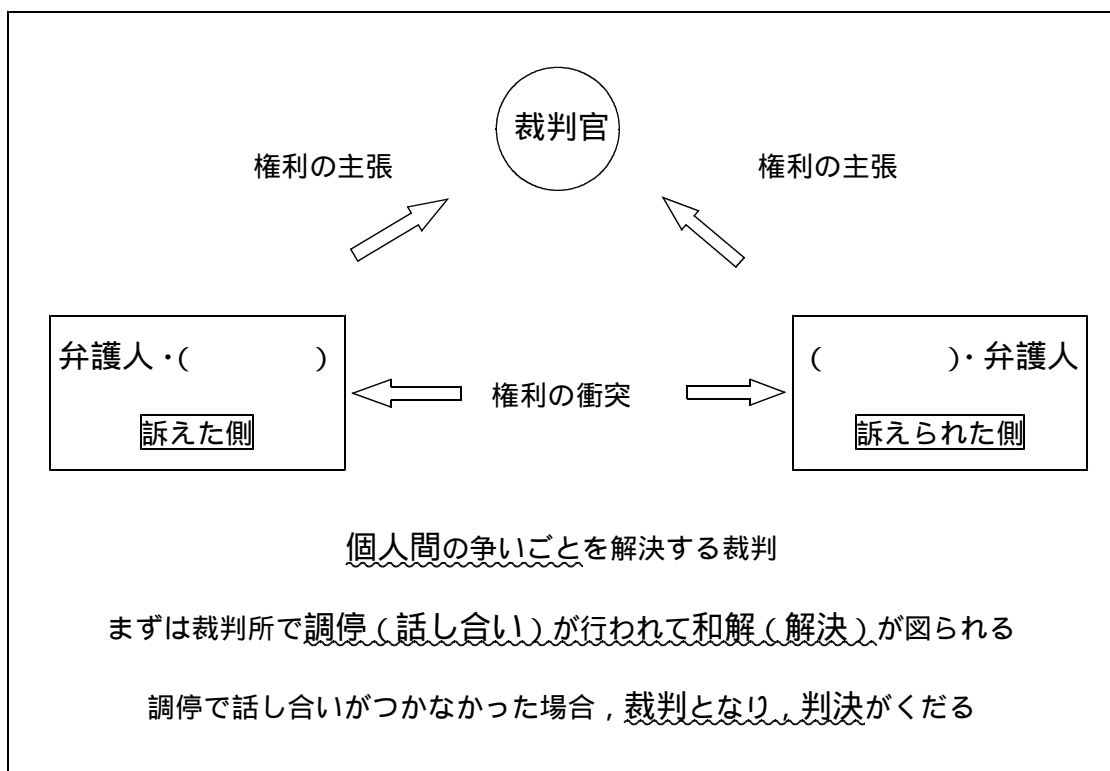 裁判官
権利の主張
権利の主張
弁護人・(　　　　)
訴えた側
権利の衝突
(　　　　)・弁護人
訴えられた側
個人間の争いごとを解決する裁判
まずは裁判所で調停（話し合い）が行われて和解（解決）が図られる
調停で話し合いがつかなかった場合，裁判となり，判決がくだる